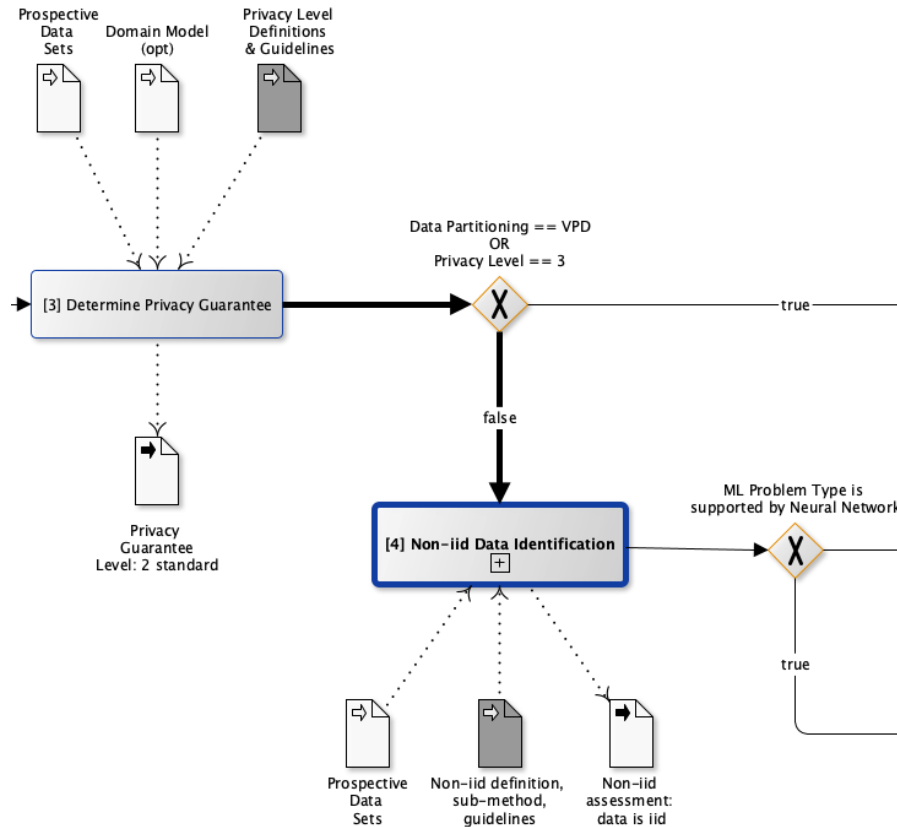 Prospective
Data
Sets
Domain Model
(opt)
Privacy Level
Definitions
& Guidelines
Data Partitioning == VPD
OR
Privacy Level == 3
[3] Determine Privacy Guarantee
X
true
false
Privacy
Guarantee
Level: 2 standard
ML Problem Type is
supported by Neural Network
[4] Non-iid Data Identification
+
X
true
Prospective
Data
Sets
Non-iid definition,
sub-method,
guidelines
Non-iid
assessment:
data is iid